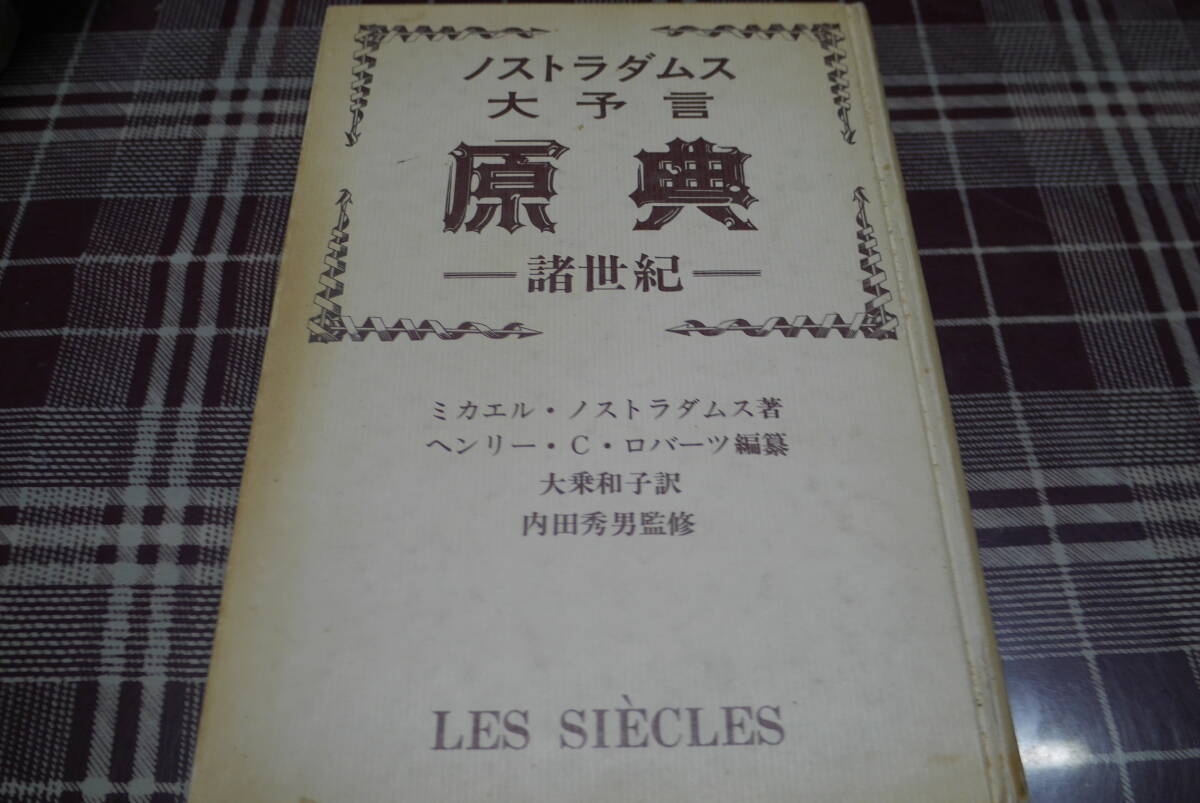 ノストラダムス
大予言
原典
―諸世紀―
ミカエル・ノストラダムス著
ヘンリー・C・ロバーツ編纂
大乗和子訳
内田秀男監修
LES SIÈCLES